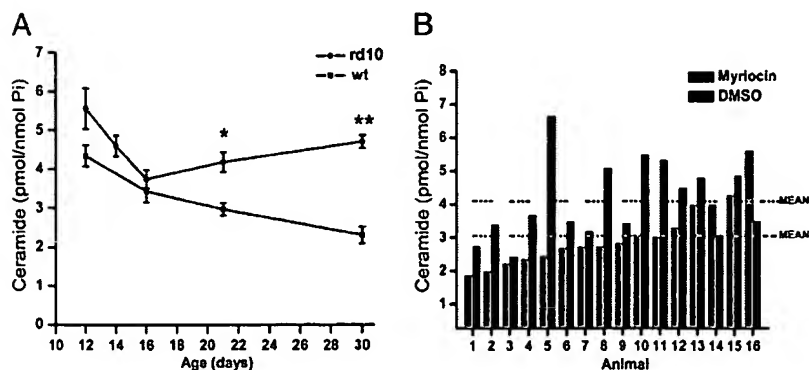 A
Ceramide (pmol/nmol Pi)
7
6
5
4
3
2
1
0
rd10
wt
*
**
10 12 14 16 18 20 22 24 26 28 30
Age (days)
B
Ceramide (pmol/nmol Pi)
8
7
6
5
4
3
2
1
Myriocin
DMSO
MEAN
MEAN
1 2 3 4 5 6 7 8 9 10 11 12 13 14 15 16
Animal